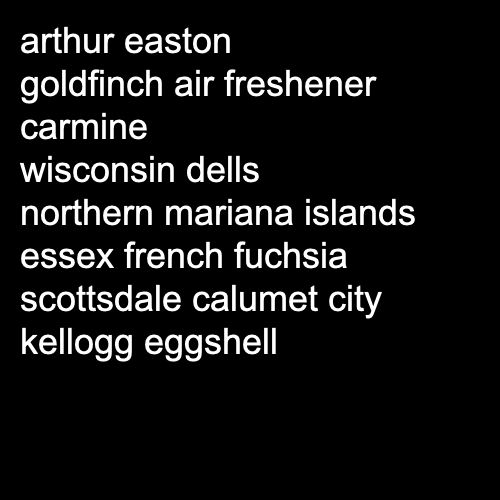 arthur easton
goldfinch air freshener
carmine
wisconsin dells
northern mariana islands
essex french fuchsia
scottsdale calumet city
kellogg eggshell